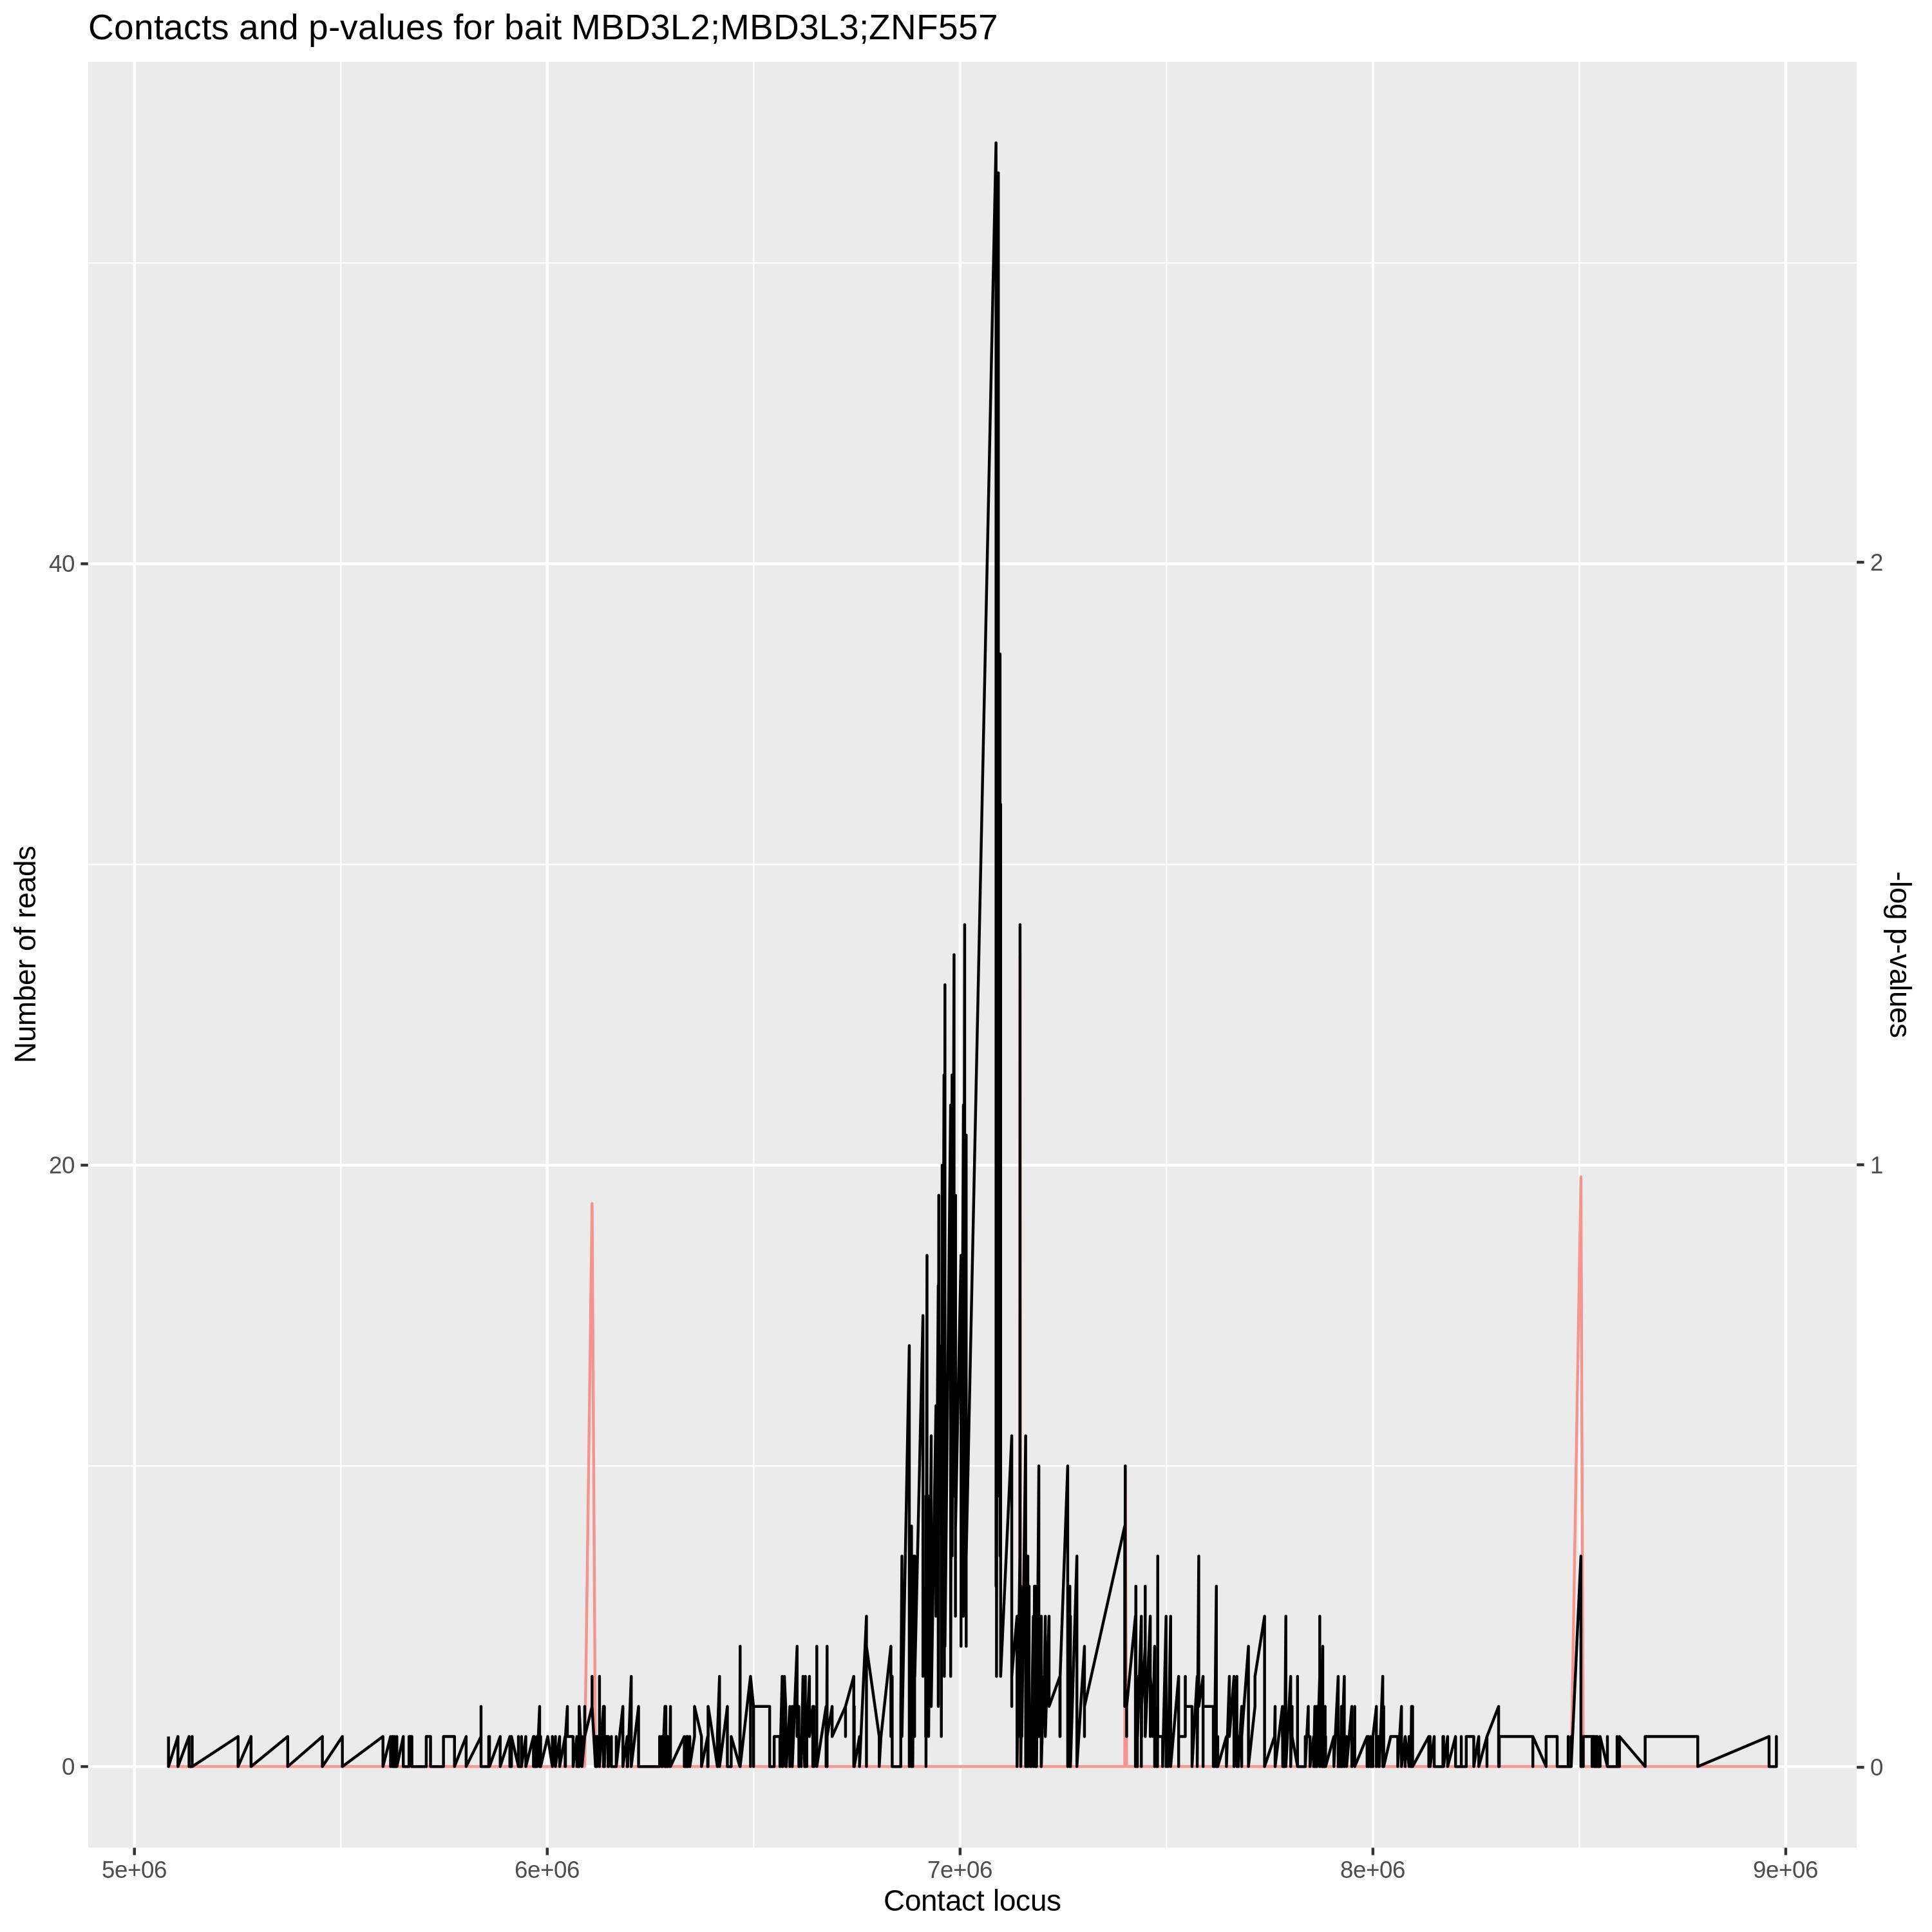 Contacts and p-values for bait MBD3L2;MBD3L3;ZNF557
Number of reads
40
20
0
2
1
0
-log p-values
5e+06
6e+06
7e+06
8e+06
9e+06
Contact locus